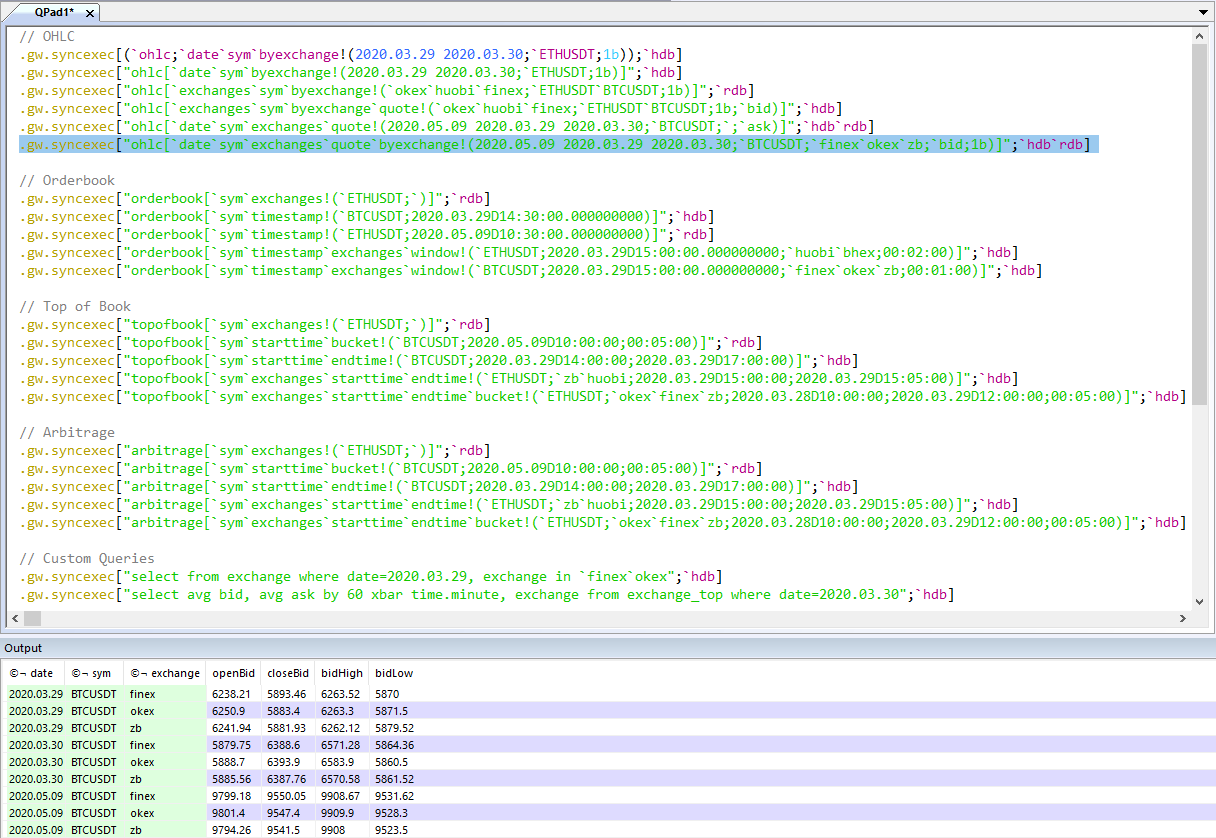 QPad1*
// OHLC
.gw.syncexec[(`ohlc;`date`sym`byexchange!(2020.03.29 2020.03.30;`ETHUSDT;1b));`hdb]
.gw.syncexec["ohlc[`date`sym`byexchange!(2020.03.29 2020.03.30;`ETHUSDT;1b)]";`hdb]
.gw.syncexec["ohlc[`exchanges`sym`byexchange!(`okex`huobi`finex;`ETHUSDT`BTCUSDT;1b)]";`rdb]
.gw.syncexec["ohlc[`exchanges`sym`byexchange`quote!(`okex`huobi`finex;`ETHUSDT`BTCUSDT;1b;`bid)]";`hdb]
.gw.syncexec["ohlc[`date`sym`exchanges`quote!(2020.05.09 2020.03.29 2020.03.30;`BTCUSDT;`;`ask)]";`hdb`rdb]
.gw.syncexec["ohlc[`date`sym`exchanges`quote`byexchange!(2020.05.09 2020.03.29 2020.03.30;`BTCUSDT;`finex`okex`zb;`bid;1b)]";`hdb`rdb]
// Orderbook
.gw.syncexec["orderbook[`sym`exchanges!(`ETHUSDT;`)]";`rdb]
.gw.syncexec["orderbook[`sym`timestamp!(`BTCUSDT;2020.03.29D14:30:00.000000000)]";`hdb]
.gw.syncexec["orderbook[`sym`timestamp!(`ETHUSDT;2020.05.09D10:30:00.000000000)]";`rdb]
.gw.syncexec["orderbook[`sym`timestamp`exchanges`window!(`ETHUSDT;2020.03.29D15:00:00.000000000;`huobi`bhex;00:02:00)]";`hdb]
.gw.syncexec["orderbook[`sym`timestamp`exchanges`window!(`BTCUSDT;2020.03.29D15:00:00.000000000;`finex`okex`zb;00:01:00)]";`hdb]
// Top of Book
.gw.syncexec["topofbook[`sym`exchanges!(`ETHUSDT;`)]";`rdb]
.gw.syncexec["topofbook[`sym`starttime`bucket!(`BTCUSDT;2020.05.09D10:00:00;00:05:00)]";`rdb]
.gw.syncexec["topofbook[`sym`starttime`endtime!(`BTCUSDT;2020.03.29D14:00:00;2020.03.29D17:00:00)]";`hdb]
.gw.syncexec["topofbook[`sym`exchanges`starttime`endtime!(`ETHUSDT;`zb`huobi;2020.03.29D15:00:00;2020.03.29D15:05:00)]";`hdb]
.gw.syncexec["topofbook[`sym`exchanges`starttime`endtime`bucket!(`ETHUSDT;`okex`finex`zb;2020.03.28D10:00:00;2020.03.29D12:00:00;00:05:00)]";`hdb]
// Arbitrage
.gw.syncexec["arbitrage[`sym`exchanges!(`ETHUSDT;`)]";`rdb]
.gw.syncexec["arbitrage[`sym`starttime`bucket!(`BTCUSDT;2020.05.09D10:00:00;00:05:00)]";`rdb]
.gw.syncexec["arbitrage[`sym`starttime`endtime!(`BTCUSDT;2020.03.29D14:00:00;2020.03.29D17:00:00)]";`hdb]
.gw.syncexec["arbitrage[`sym`exchanges`starttime`endtime!(`ETHUSDT;`zb`huobi;2020.03.29D15:00:00;2020.03.29D15:05:00)]";`hdb]
.gw.syncexec["arbitrage[`sym`exchanges`starttime`endtime`bucket!(`ETHUSDT;`okex`finex`zb;2020.03.28D10:00:00;2020.03.29D12:00:00;00:05:00)]";`hdb]
// Custom Queries
.gw.syncexec["select from exchange where date=2020.03.29, exchange in `finex`okex";`hdb]
.gw.syncexec["select avg bid, avg ask by 60 xbar time.minute, exchange from exchange_top where date=2020.03.30";`hdb]
Output
©¬ date ©¬ sym ©¬ exchange openBid closeBid bidHigh bidLow
2020.03.29 BTCUSDT finex 6238.21 5893.46 6263.52 5870
2020.03.29 BTCUSDT okex 6250.9 5883.4 6263.3 5871.5
2020.03.29 BTCUSDT zb 6241.94 5881.93 6262.12 5879.52
2020.03.30 BTCUSDT finex 5879.75 6388.6 6571.28 5864.36
2020.03.30 BTCUSDT okex 5888.7 6393.9 6583.9 5860.5
2020.03.30 BTCUSDT zb 5885.56 6387.76 6570.58 5861.52
2020.05.09 BTCUSDT finex 9799.18 9550.05 9908.67 9531.62
2020.05.09 BTCUSDT okex 9801.4 9547.4 9909.9 9528.3
2020.05.09 BTCUSDT zb 9794.26 9541.5 9908 9523.5